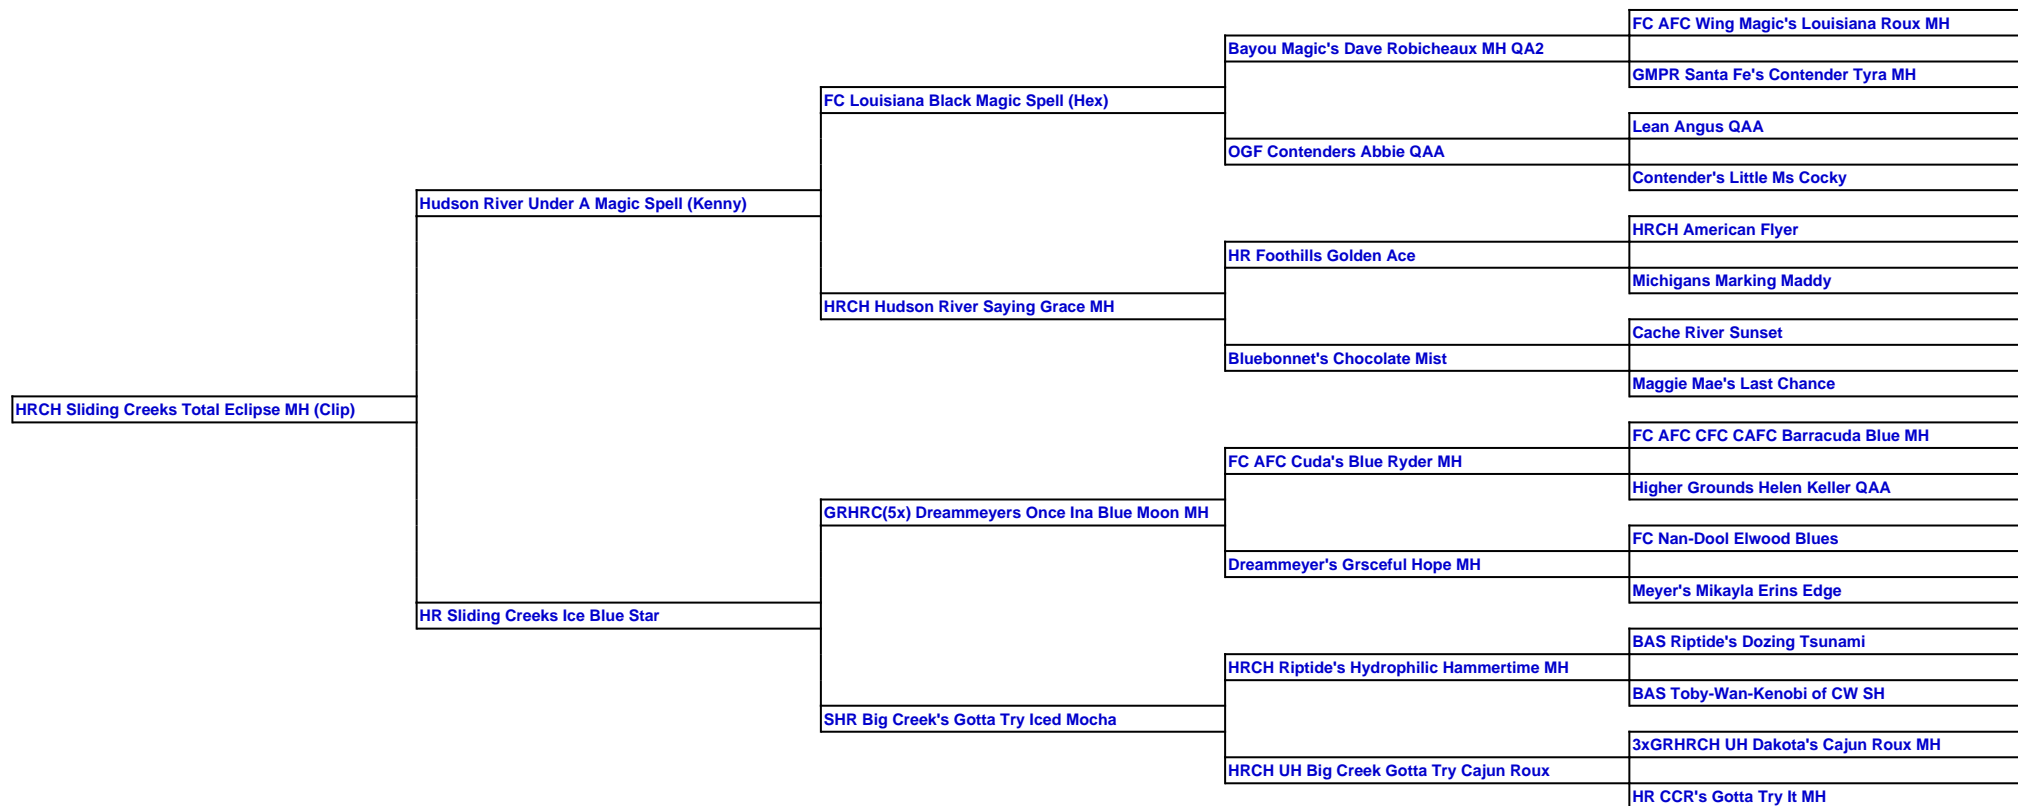 FC AFC Wing Magic's Louisiana Roux MH
Bayou Magic's Dave Robicheaux MH QA2
GMPR Santa Fe's Contender Tyra MH
FC Louisiana Black Magic Spell (Hex)
Lean Angus QAA
OGF Contenders Abbie QAA
Contender's Little Ms Cocky
Hudson River Under A Magic Spell (Kenny)
HRCH American Flyer
HR Foothills Golden Ace
Michigans Marking Maddy
HRCH Hudson River Saying Grace MH
Cache River Sunset
Bluebonnet's Chocolate Mist
Maggie Mae's Last Chance
HRCH Sliding Creeks Total Eclipse MH (Clip)
FC AFC CFC CAFC Barracuda Blue MH
FC AFC Cuda's Blue Ryder MH
Higher Grounds Helen Keller QAA
GRHRC(5x) Dreammeyers Once Ina Blue Moon MH
FC Nan-Dool Elwood Blues
Dreammeyer's Grsceful Hope MH
Meyer's Mikayla Erins Edge
HR Sliding Creeks Ice Blue Star
BAS Riptide's Dozing Tsunami
HRCH Riptide's Hydrophilic Hammertime MH
BAS Toby-Wan-Kenobi of CW SH
SHR Big Creek's Gotta Try Iced Mocha
3xGRHRCH UH Dakota's Cajun Roux MH
HRCH UH Big Creek Gotta Try Cajun Roux
HR CCR's Gotta Try It MH